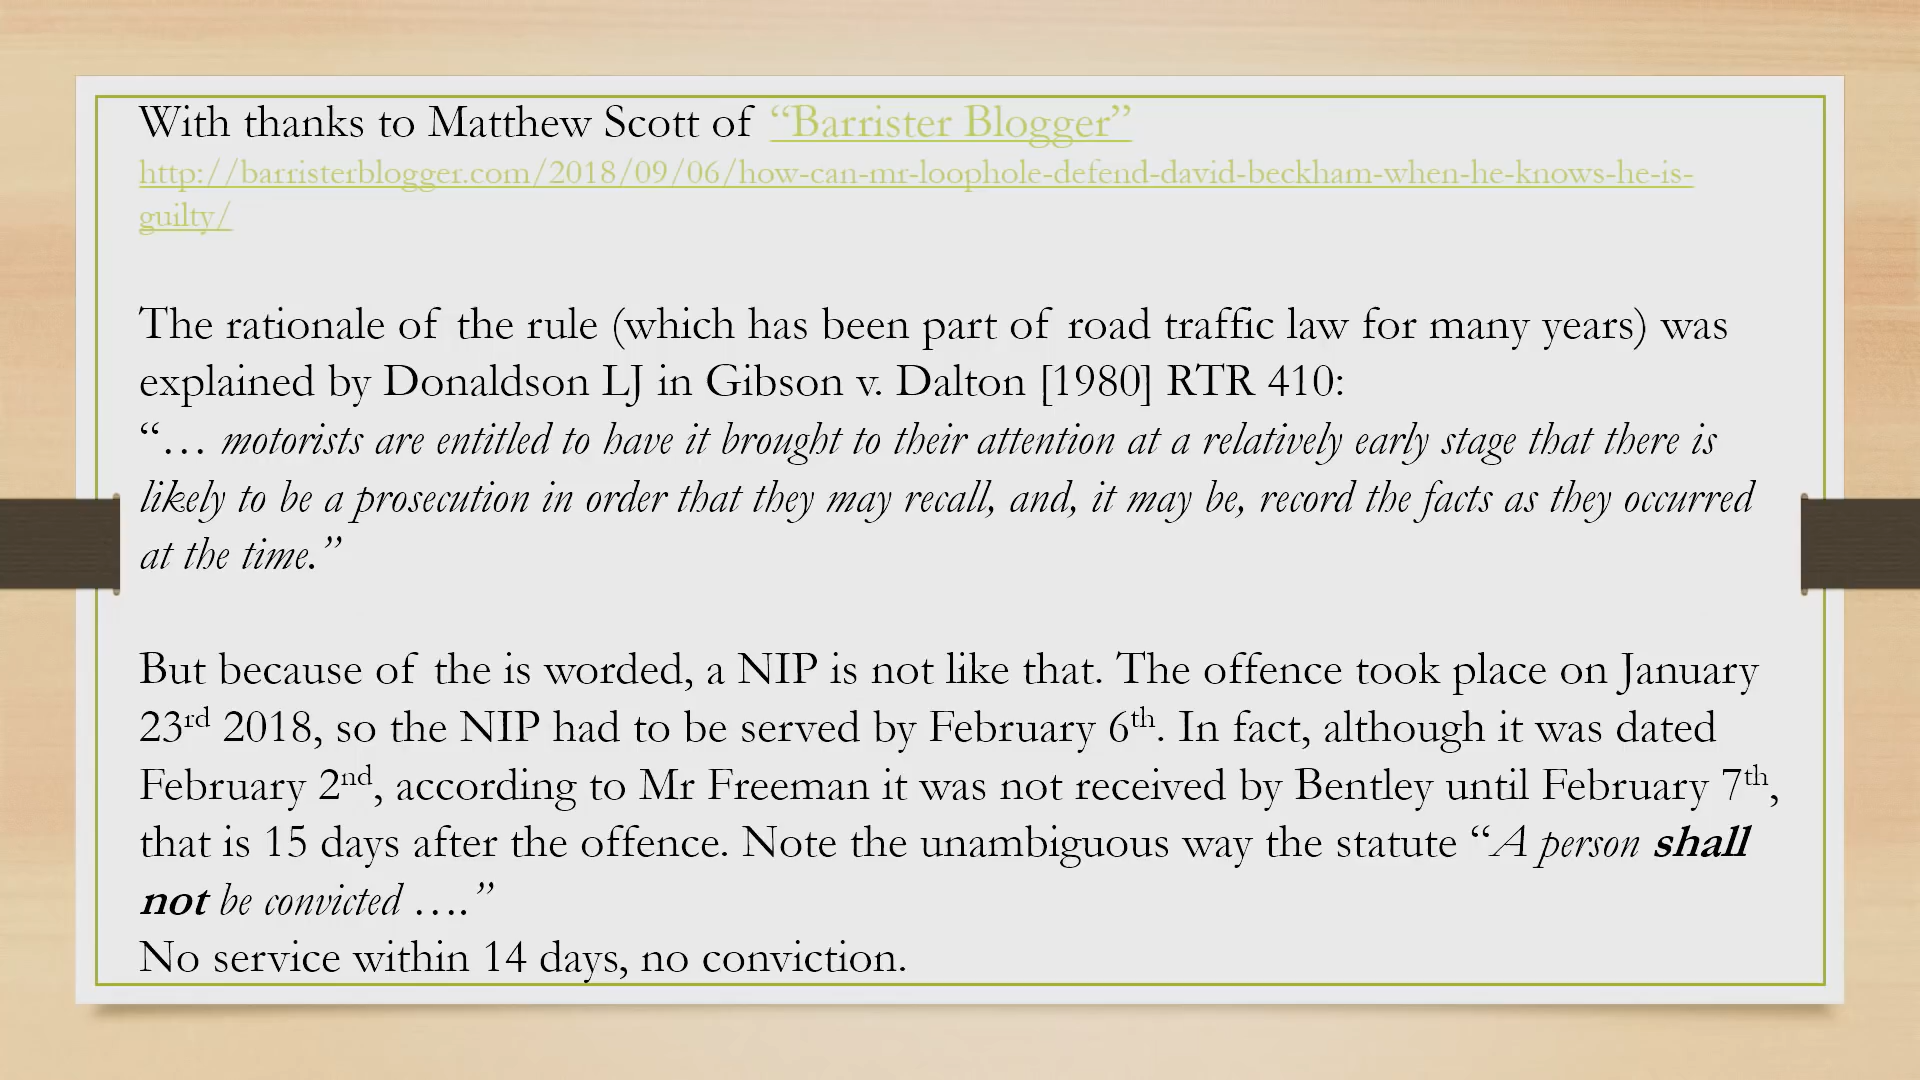 With thanks to Matthew Scott of “Barrister Blogger”
http://barristerblogger.com/2018/09/06/how-can-mr-loophole-defend-david-beckham-when-he-knows-he-is-
guilty/
The rationale of the rule (which has been part of road traffic law for many years) was
explained by Donaldson LJ in Gibson v. Dalton [1980] RTR 410:
“… motorists are entitled to have it brought to their attention at a relatively early stage that there is
likely to be a prosecution in order that they may recall, and, it may be, record the facts as they occurred
at the time.”
But because of the is worded, a NIP is not like that. The offence took place on January
23rd 2018, so the NIP had to be served by February 6th. In fact, although it was dated
February 2nd, according to Mr Freeman it was not received by Bentley until February 7th,
that is 15 days after the offence. Note the unambiguous way the statute “A person shall
not be convicted ….”
No service within 14 days, no conviction.